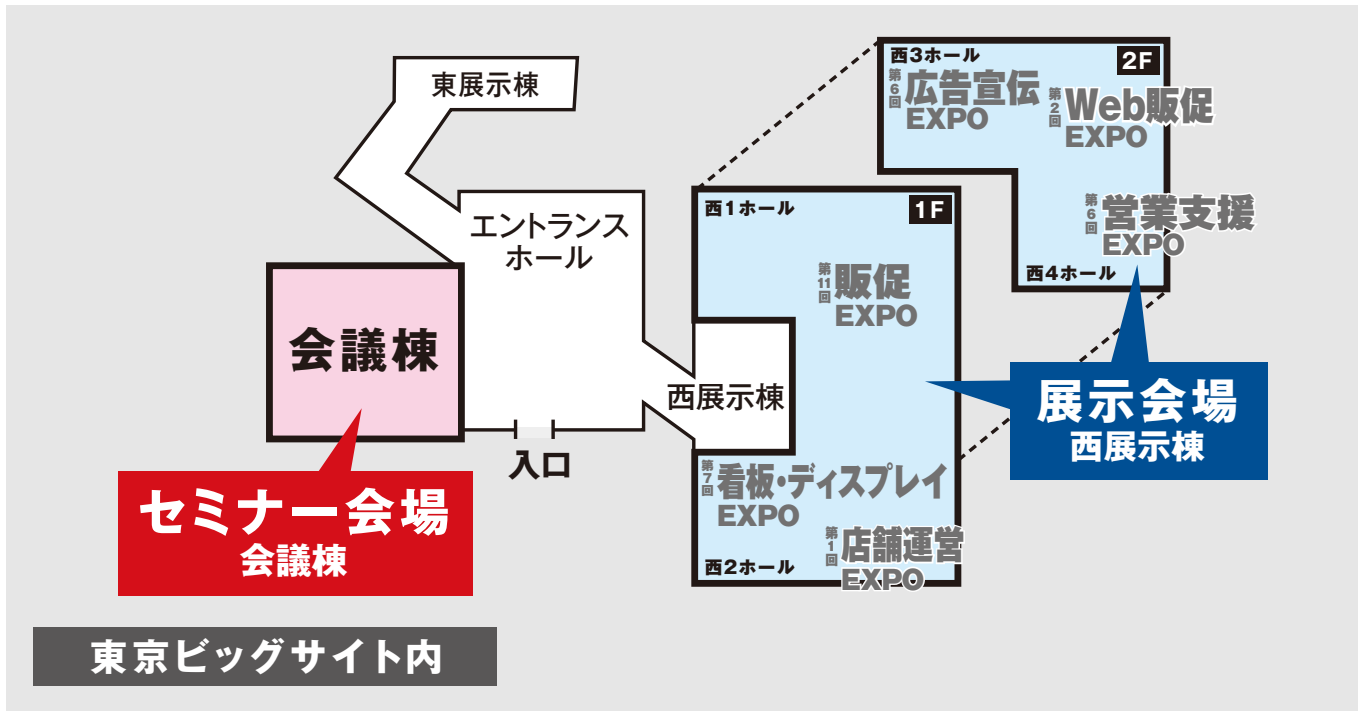 東展示棟
エントランス
ホール
会議棟
入口
西展示棟
セミナー会場
会議棟
東京ビッグサイト内
西1ホール
1F
第11回
販促
EXPO
第7回
看板・ディスプレイ
EXPO
第1回
店舗運営
EXPO
西2ホール
西3ホール
2F
第6回
広告宣伝
EXPO
第2回
Web販促
EXPO
第6回
営業支援
EXPO
西4ホール
展示会場
西展示棟